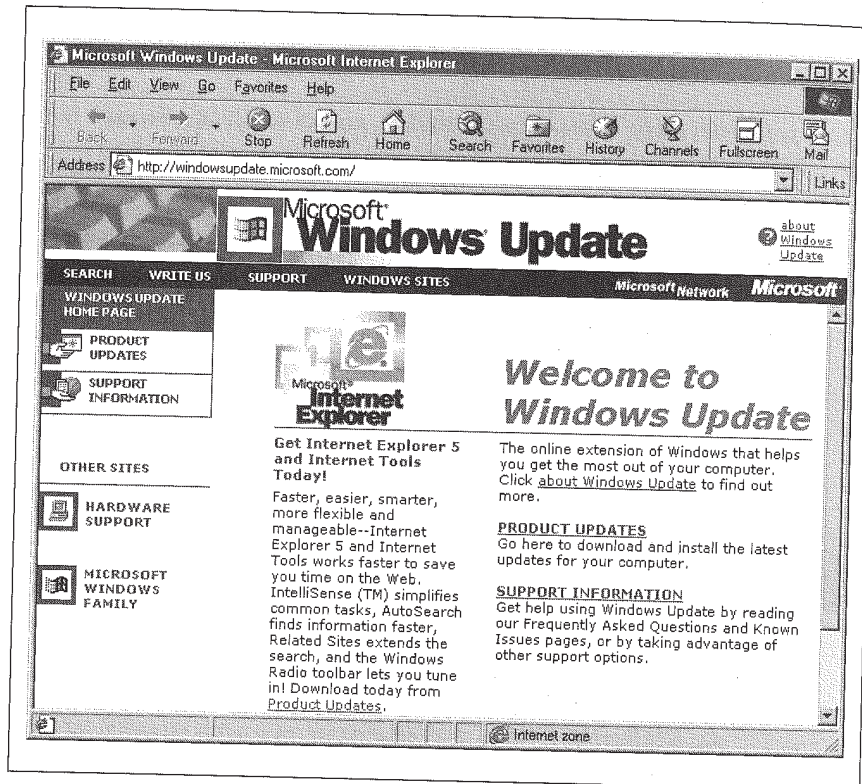 Microsoft Windows Update - Microsoft Internet Explorer
File Edit View Go Favorites Help
Back Forward Stop Refresh Home Search Favorites History Channels Fullscreen Mail
Address http://windowsupdate.microsoft.com/ Links
Microsoft
Windows Update
about
Windows
Update
SEARCH WRITE US SUPPORT WINDOWS SITES Microsoft Network Microsoft
WINDOWS UPDATE
HOME PAGE
PRODUCT
UPDATES
SUPPORT
INFORMATION
OTHER SITES
HARDWARE
SUPPORT
MICROSOFT
WINDOWS
FAMILY
Microsoft
Internet
Explorer
Get Internet Explorer 5
and Internet Tools
Today!
Faster, easier, smarter,
more flexible and
manageable--Internet
Explorer 5 and Internet
Tools works faster to save
you time on the Web.
IntelliSense (TM) simplifies
common tasks, AutoSearch
finds information faster,
Related Sites extends the
search, and the Windows
Radio toolbar lets you tune
in! Download today from
Product Updates.
Welcome to
Windows Update
The online extension of Windows that helps
you get the most out of your computer.
Click about Windows Update to find out
more.
PRODUCT UPDATES
Go here to download and install the latest
updates for your computer.
SUPPORT INFORMATION
Get help using Windows Update by reading
our Frequently Asked Questions and Known
Issues pages, or by taking advantage of
other support options.
Internet zone